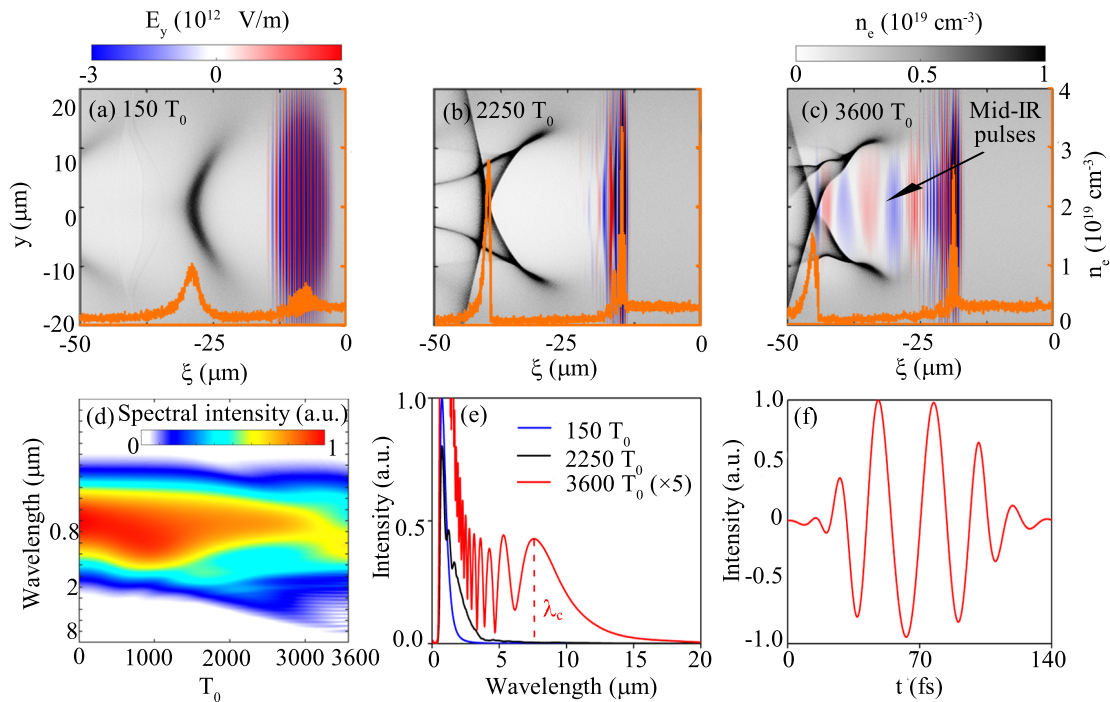 E_y (10^12 V/m)
-3 0 3
n_e (10^19 cm^-3)
0 0.5 1
(a) 150 T_0
(b) 2250 T_0
(c) 3600 T_0
Mid-IR
pulses
20
10
0
-10
-20
y (μm)
4
3
2
1
0
n_e (10^19 cm^-3)
-50 -25 0
ξ (μm)
-50 -25 0
ξ (μm)
-50 -25 0
ξ (μm)
(d) Spectral intensity (a.u.)
0 1
Wavelength (μm)
0.8
2
8
0 1000 2000 3000 3600
T_0
(e)
150 T_0
2250 T_0
3600 T_0 (×5)
λ_c
Intensity (a.u.)
1.0
0.5
0.0
0 5 10 15 20
Wavelength (μm)
(f)
Intensity (a.u.)
1.0
0.5
0
-0.5
-1.0
0 70 140
t (fs)